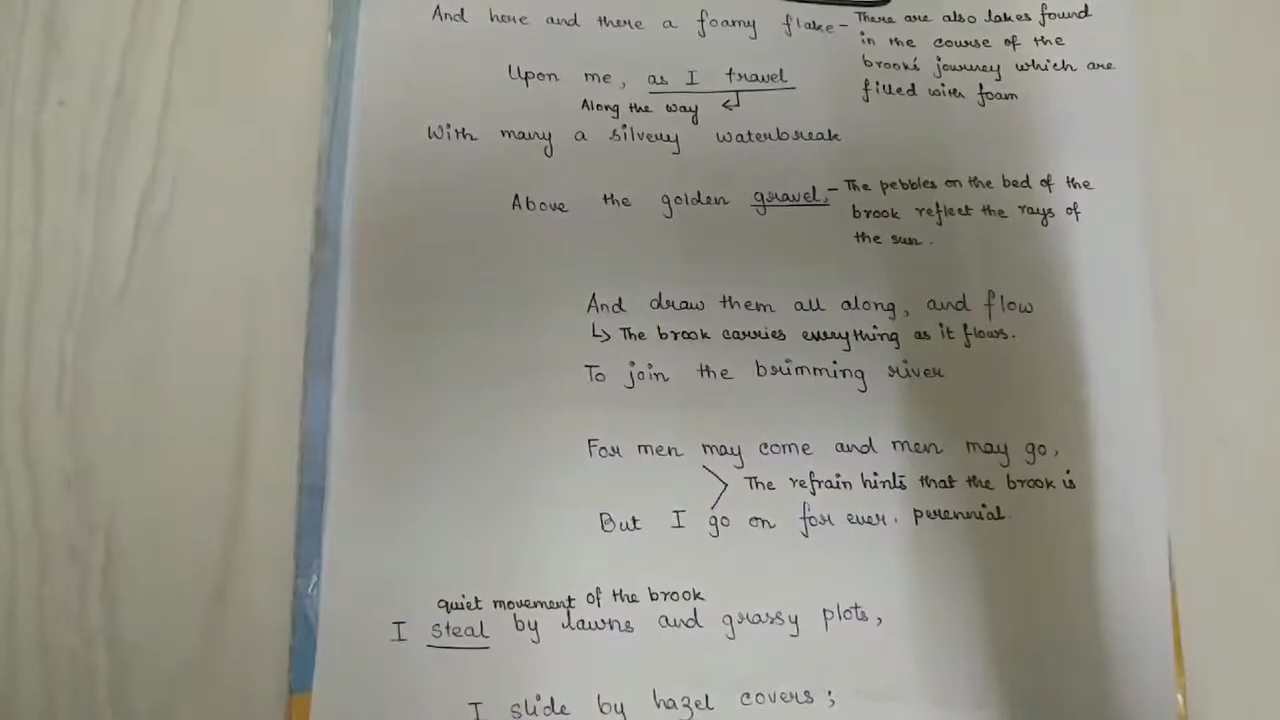 And here and there a foamy flake - There are also lakes found
in the course of the
brook's journey which are
filled with foam
Upon me, as I travel
Along the way
With many a silvery waterbreak
Above the golden gravel, - The pebbles on the bed of the
brook reflect the rays of
the sun.
And draw them all along, and flow
↳ The brook carries everything as it flows.
To join the brimming river
For men may come and men may go,
The refrain hints that the brook is
perennial.
But I go on for ever.
quiet movement of the brook
I steal by lawns and grassy plots,
I slide by hazel covers;